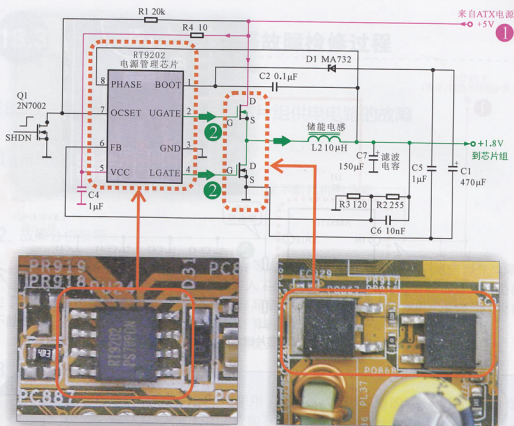 R1 20k
来自ATX电源
+5V
1
R4 10
RT9202
电源管理芯片
D1 MA732
8
PHASE
BOOT
1
C2 0.1μF
Q1
2N7002
SHDN
7
OCSET
UGATE
2
G
D
S
2
储能电感
L2 10μH
+1.8V
到芯片组
6
FB
GND
3
C7
150μF
滤波
电容
C5
1μF
C1
470μF
5
VCC
LGATE
4
G
D
S
2
C4
1μF
R3 120
R2 255
C6 10nF
PR919
PR918
PC8
RT9202
PC887
PC
PL37